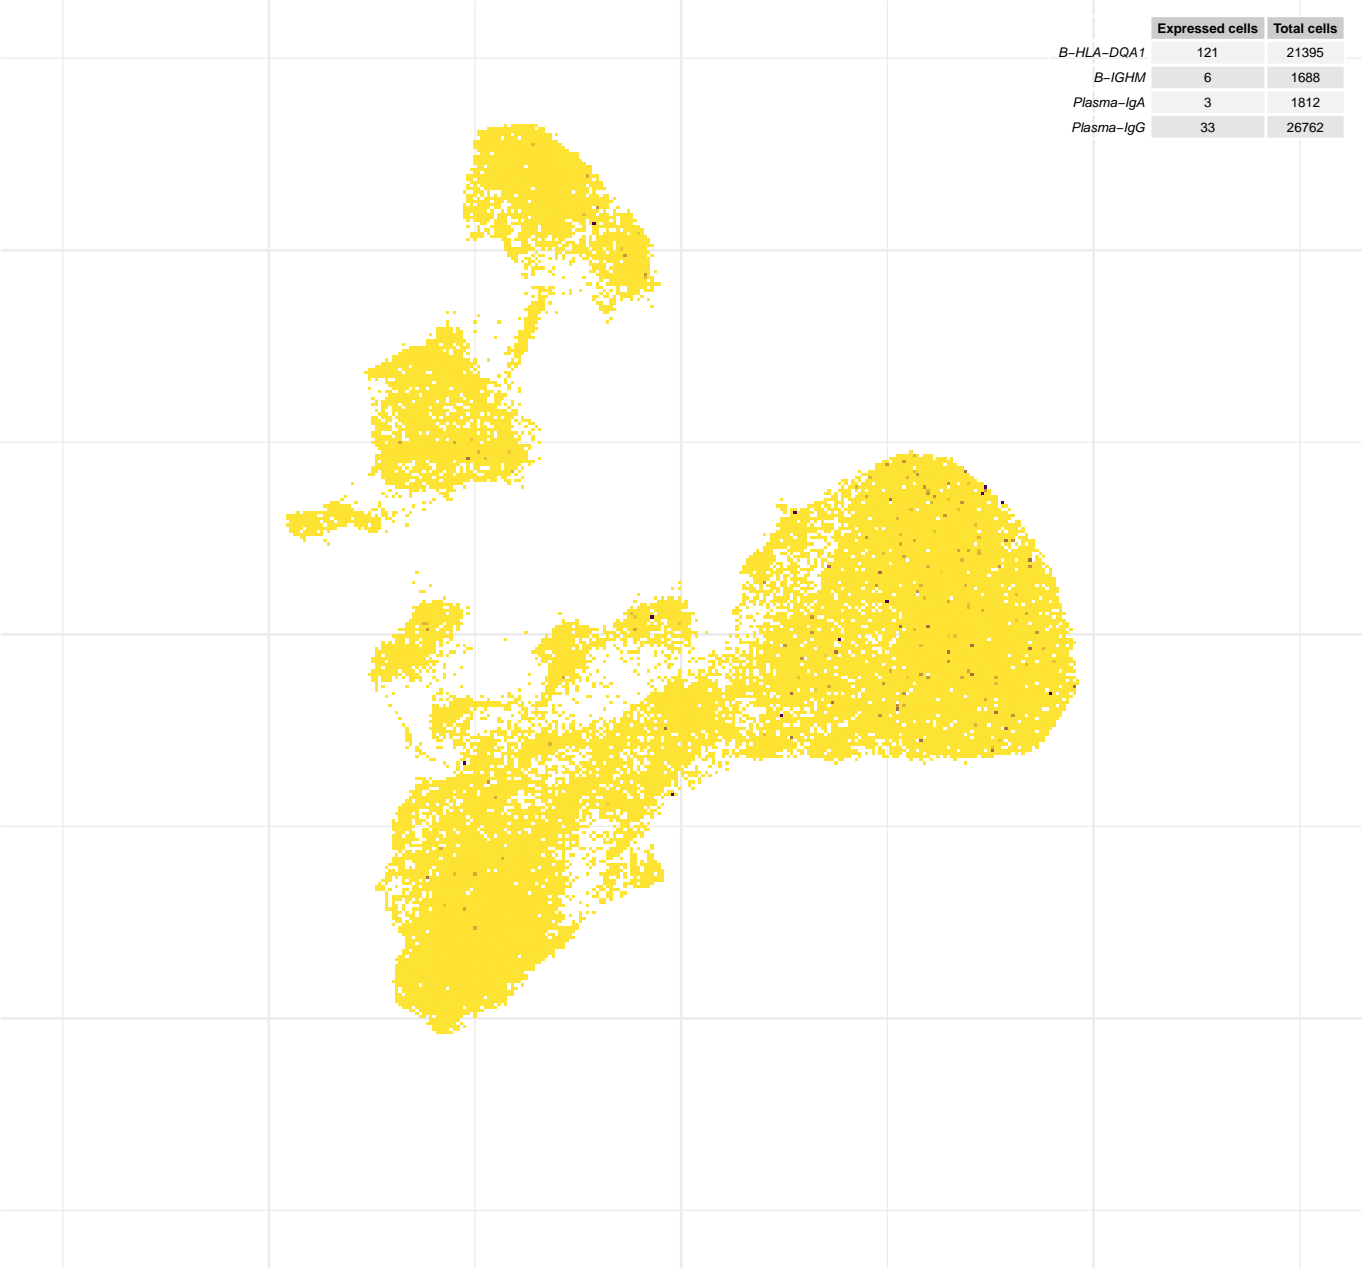 Expressed cells Total cells
B−HLA−DQA1 121 21395
B−IGHM 6 1688
Plasma−IgA 3 1812
Plasma−IgG 33 26762